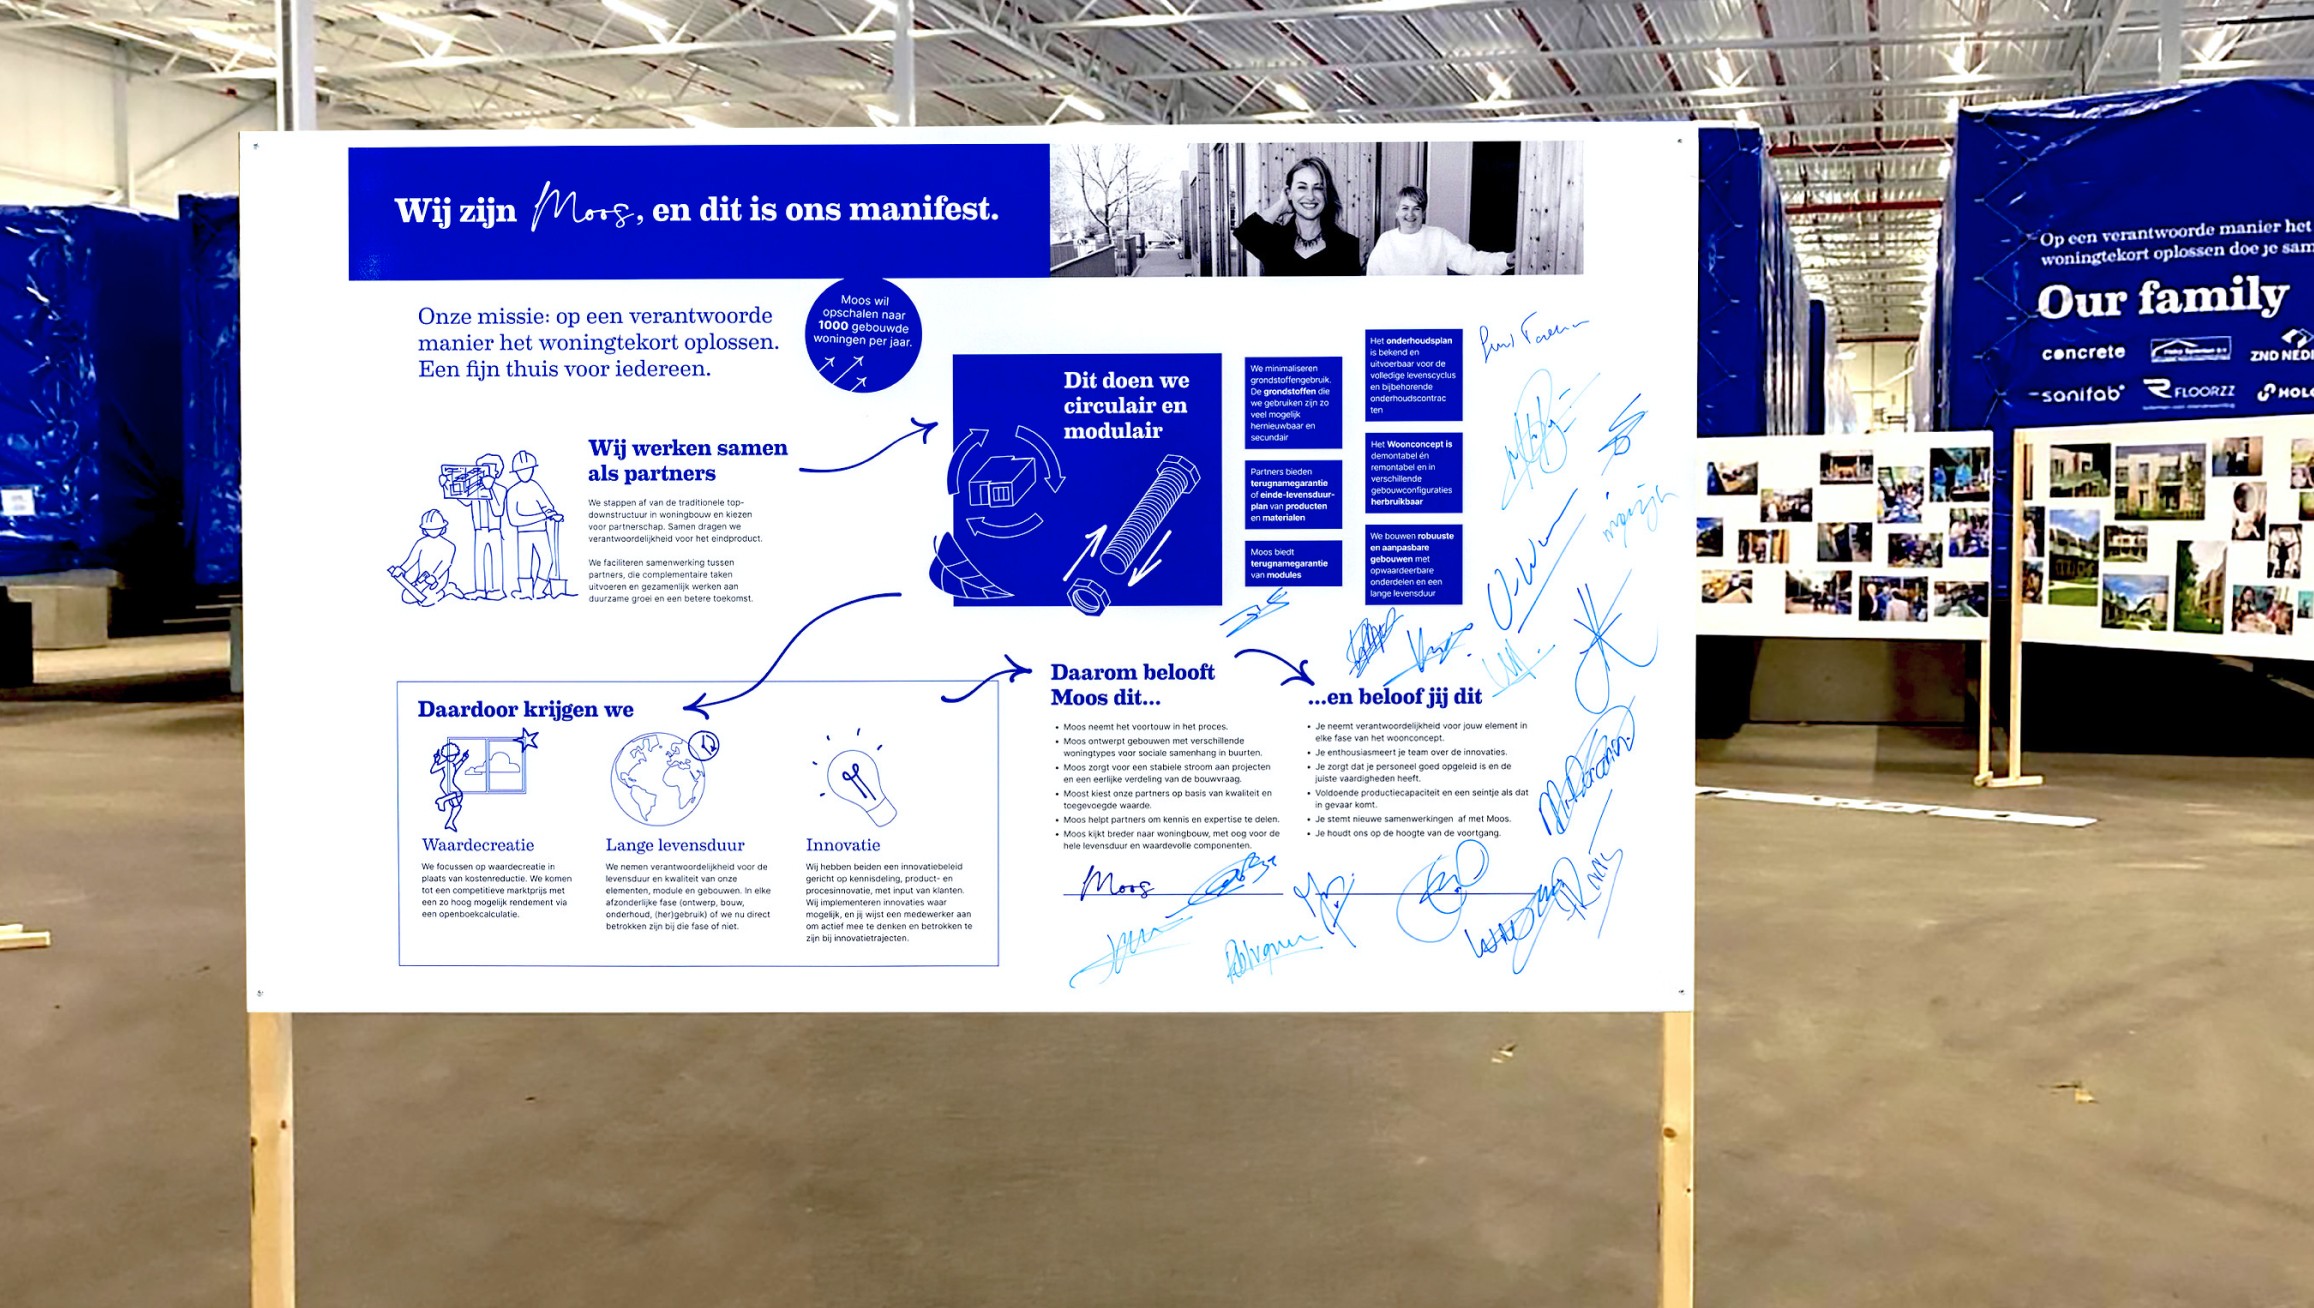 Wij zijn Moos, en dit is ons manifest.
Onze missie: op een verantwoorde
manier het woningtekort oplossen.
Een fijn thuis voor iedereen.
Moos wil
opschalen naar
1000 gebouwde
woningen per jaar.
Wij werken samen
als partners
We stappen af van de traditionele top-
downstructuur in woningbouw en kiezen
voor partnerschap. Samen dragen we
verantwoordelijkheid voor het eindproduct.
We faciliteren samenwerking tussen
partners, die complementaire taken
uitvoeren en gezamenlijk werken aan
duurzame groei en een betere toekomst.
Dit doen we
circulair en
modulair
We minimaliseren
grondstoffengebruik.
De grondstoffen die
we gebruiken zijn zo
veel mogelijk
hernieuwbaar en
secundair
Partners bieden
terugnamegarantie
of einde-levensduur-
plan van producten
en materialen
Moos biedt
terugnamegarantie
van modules
Het onderhoudsplan
is bekend en
uitvoerbaar voor de
volledige levenscyclus
en bijbehorende
onderhoudscontrac
ten
Het Woonconcept is
demontabel én
remontabel en in
verschillende
gebouwconfiguraties
herbruikbaar
We bouwen robuuste
en aanpasbare
gebouwen met
opwaardeerbare
onderdelen en een
lange levensduur
Daardoor krijgen we
Waardecreatie
We focussen op waardecreatie in
plaats van kostenreductie. We komen
tot een competitieve marktprijs met
een zo hoog mogelijk rendement via
een openboekcalculatie.
Lange levensduur
We nemen verantwoordelijkheid voor de
levensduur en kwaliteit van onze
elementen, module en gebouwen. In elke
afzonderlijke fase (ontwerp, bouw,
onderhoud, (her)gebruik) of we nu direct
betrokken zijn bij die fase of niet.
Innovatie
Wij hebben beiden een innovatiebeleid
gericht op kennisdeling, product- en
procesinnovatie, met input van klanten.
Wij implementeren innovaties waar
mogelijk, en jij wijst een medewerker aan
om actief mee te denken en betrokken te
zijn bij innovatietrajecten.
Daarom belooft
Moos dit...
• Moos neemt het voortouw in het proces.
• Moos ontwerpt gebouwen met verschillende
woningtypes voor sociale samenhang in buurten.
• Moos zorgt voor een stabiele stroom aan projecten
en een eerlijke verdeling van de bouwvraag.
• Moost kiest onze partners op basis van kwaliteit en
toegevoegde waarde.
• Moos helpt partners om kennis en expertise te delen.
• Moos kijkt breder naar woningbouw, met oog voor de
hele levensduur en waardevolle componenten.
Moos
...en beloof jij dit
• Je neemt verantwoordelijkheid voor jouw element in
elke fase van het woonconcept.
• Je enthousiasmeert je team over de innovaties.
• Je zorgt dat je personeel goed opgeleid is en de
juiste vaardigheden heeft.
• Voldoende productiecapaciteit en een seintje als dat
in gevaar komt.
• Je stemt nieuwe samenwerkingen af met Moos.
• Je houdt ons op de hoogte van de voortgang.
Op een verantwoorde manier het
woningtekort oplossen doe je sam
Our family
concrete
ZND NEDI
sanifab
FLOORZZ
HOLO